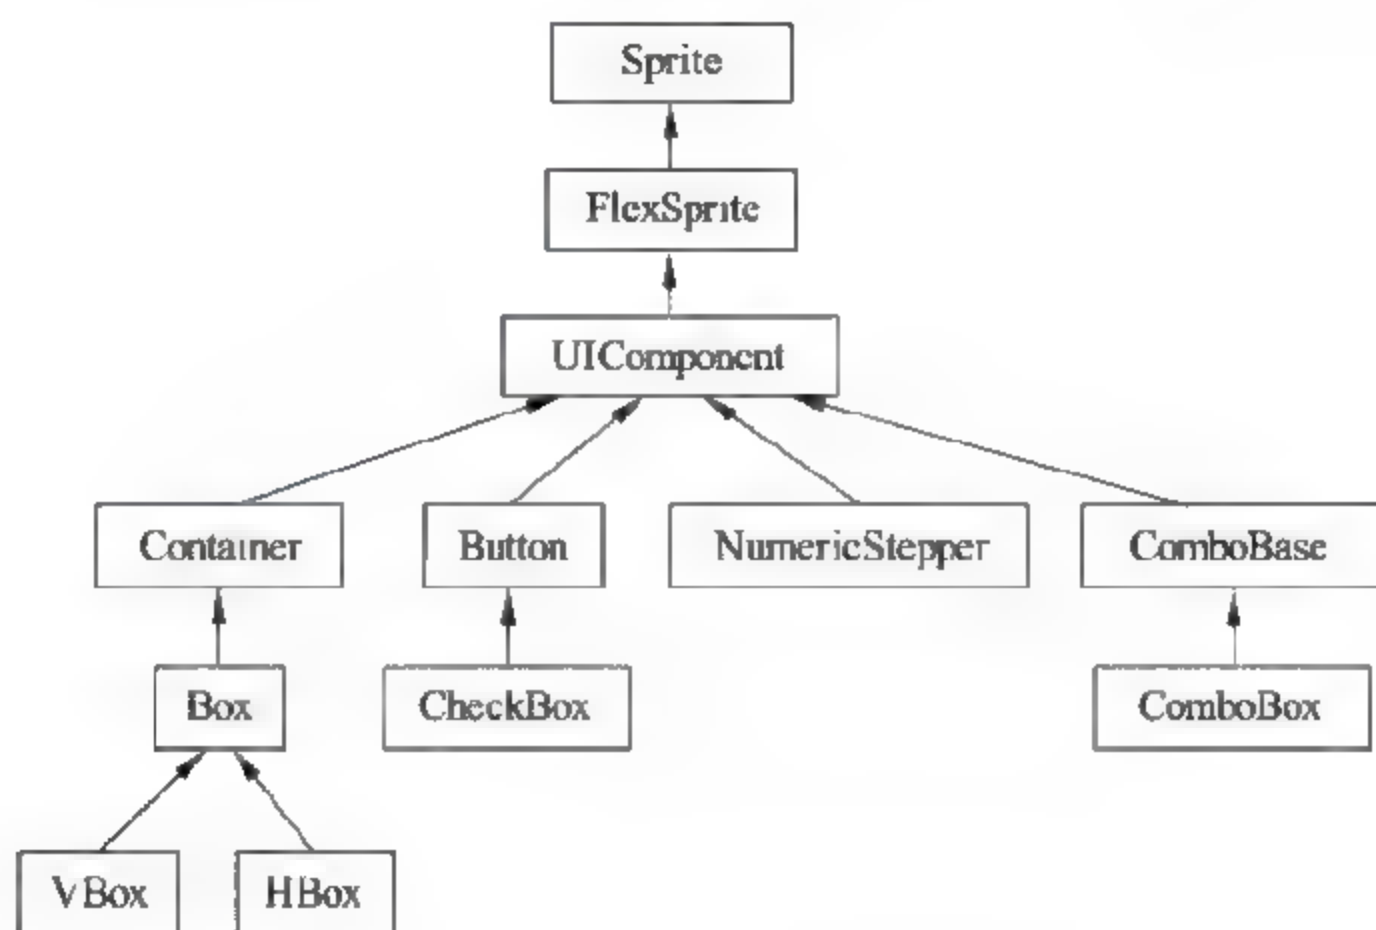 Sprite
FlexSprite
UIComponent
Container
Button
NumericStepper
ComboBase
Box
CheckBox
ComboBox
VBox
HBox